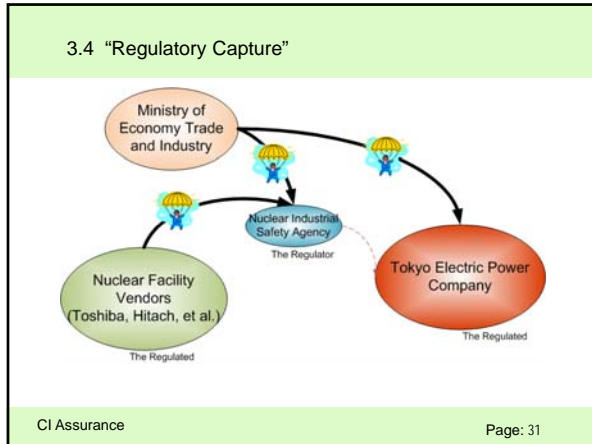 3.4 “Regulatory Capture”
Ministry of
Economy Trade
and Industry
Nuclear Industrial
Safety Agency
The Regulator
Nuclear Facility
Vendors
(Toshiba, Hitach, et al.)
The Regulated
Tokyo Electric Power
Company
The Regulated
CI Assurance
Page: 31